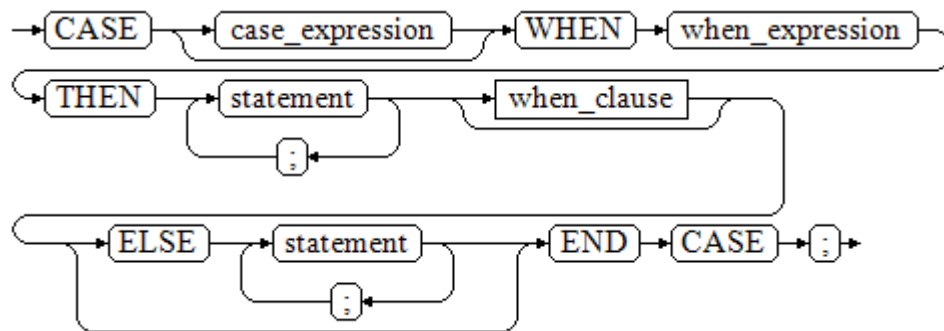 CASE case_expression WHEN when_expression
THEN statement when_clause
;
ELSE statement END CASE ;
;